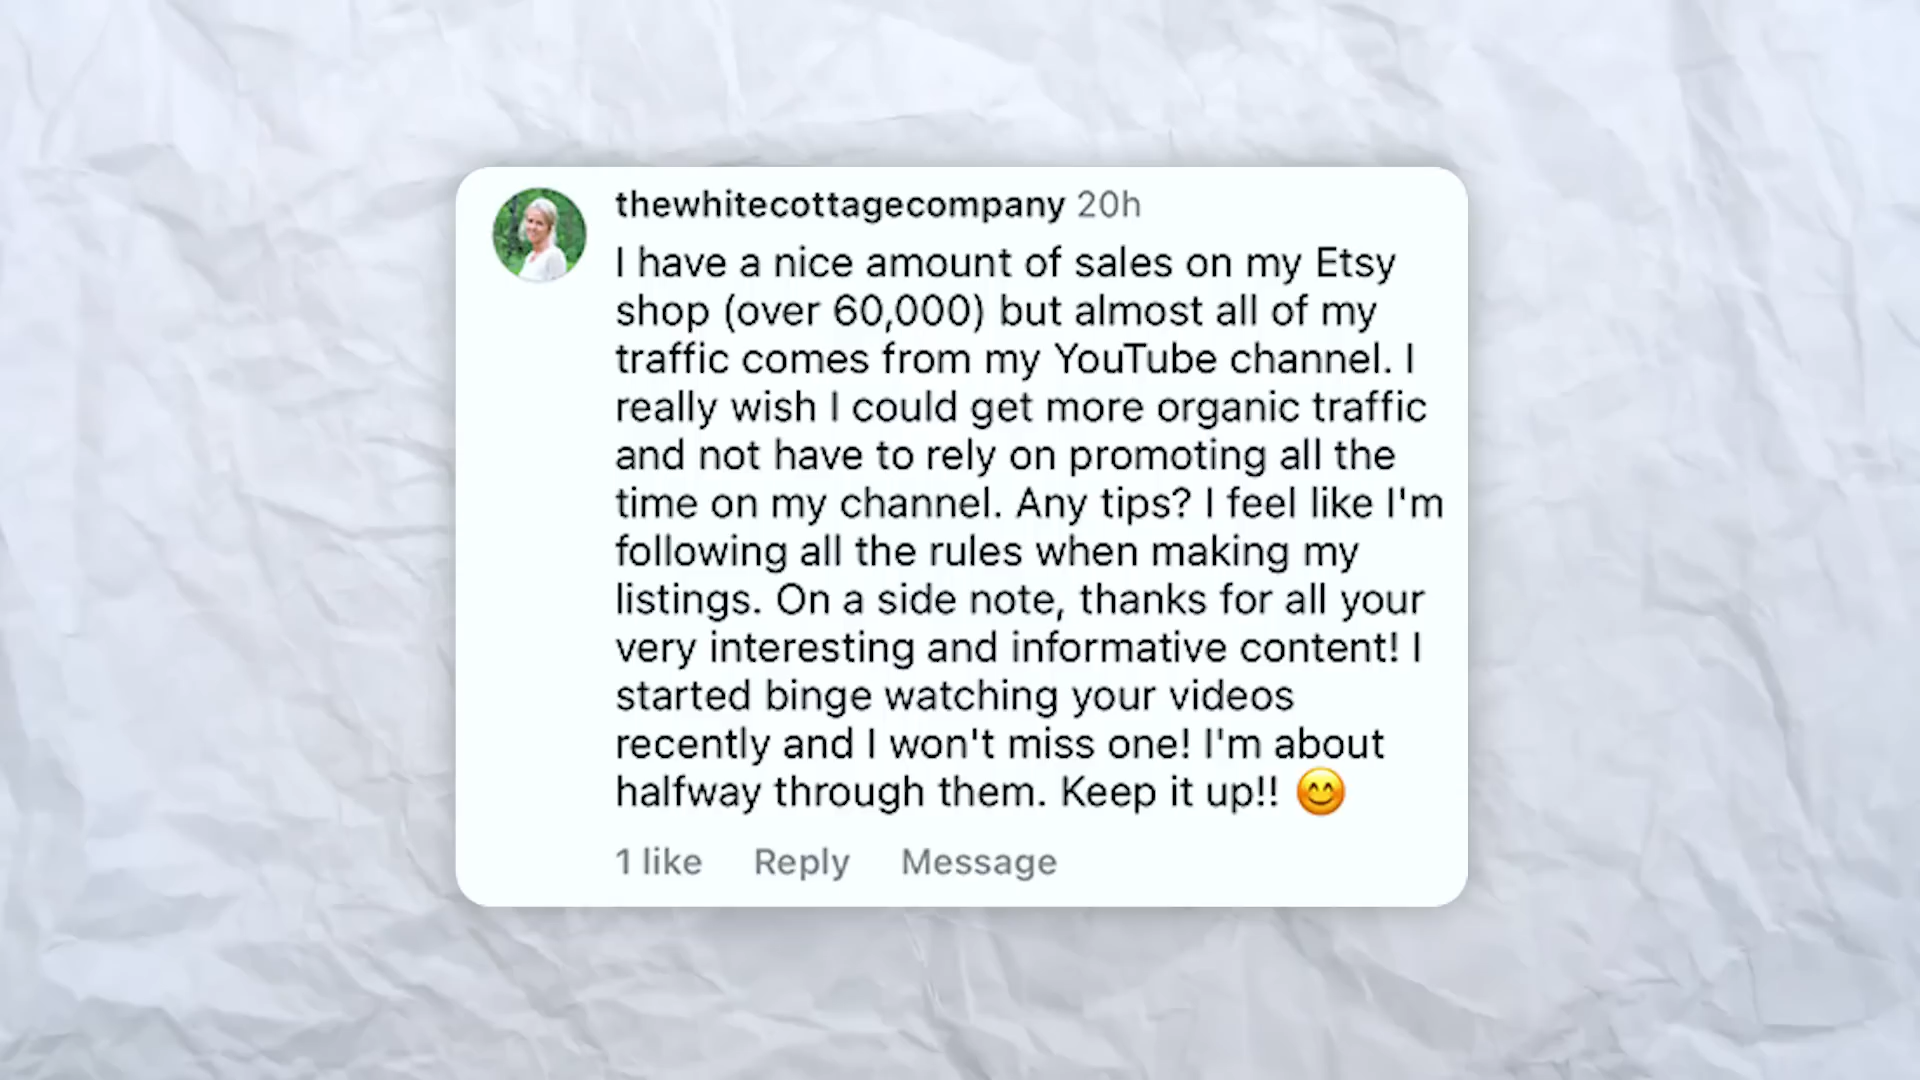 thewhitecottagecompany 20h
I have a nice amount of sales on my Etsy
shop (over 60,000) but almost all of my
traffic comes from my YouTube channel. I
really wish I could get more organic traffic
and not have to rely on promoting all the
time on my channel. Any tips? I feel like I'm
following all the rules when making my
listings. On a side note, thanks for all your
very interesting and informative content! I
started binge watching your videos
recently and I won't miss one! I'm about
halfway through them. Keep it up!! 😊
1 like Reply Message